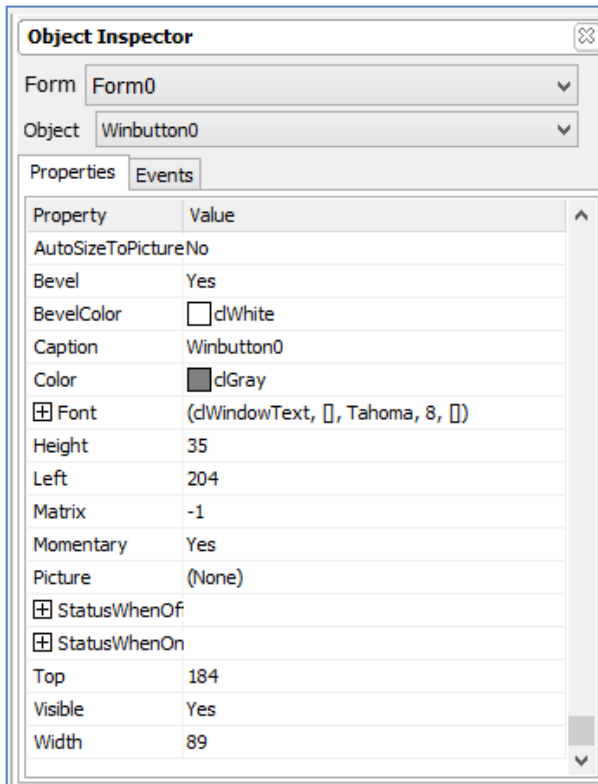 Object Inspector
Form Form0
Object Winbutton0
Properties Events
Property Value
AutoSizeToPicture No
Bevel Yes
BevelColor clWhite
Caption Winbutton0
Color clGray
Font (clWindowText, [], Tahoma, 8, [])
Height 35
Left 204
Matrix -1
Momentary Yes
Picture (None)
StatusWhenOff
StatusWhenOn
Top 184
Visible Yes
Width 89